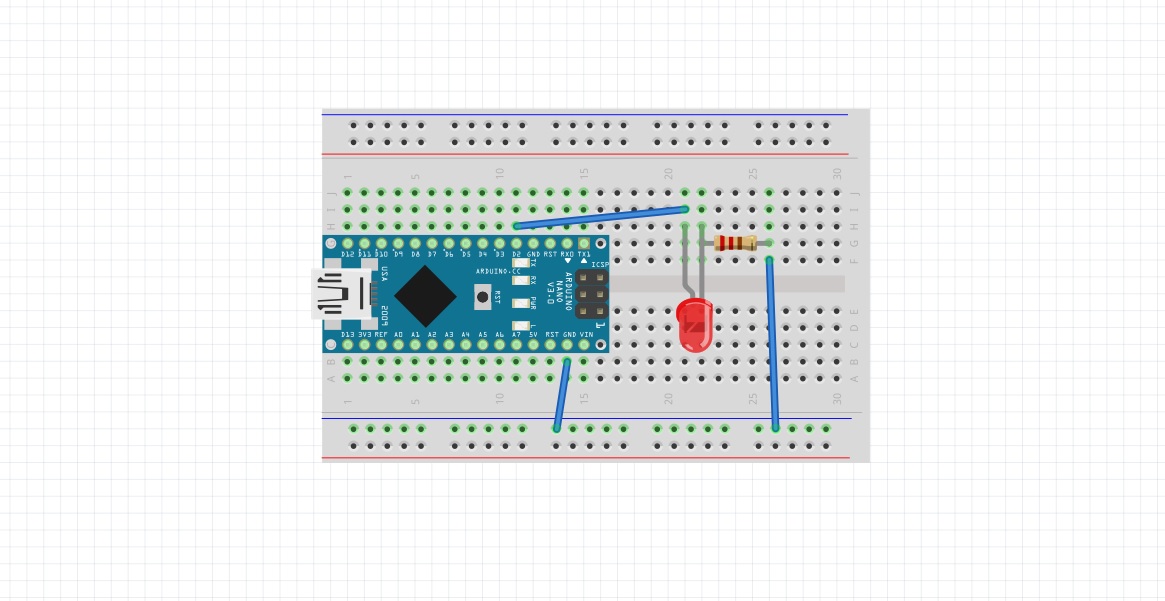 1 5 10 15 20 25 30
J J
I I
H H
G G
F F
D12 D11 D10 D9 D8 D7 D6 D5 D4 D3 D2 GND RST RX0 TX1
USA
2009
ARDUINO.CC
RST
TX
RX
PWR
L
ARDUINO
NANO
V3.0
ICSP
1
D13 3V3 REF A0 A1 A2 A3 A4 A5 A6 A7 5V RST GND VIN
E
D
C
B B
A A
1 5 10 15 20 25 30